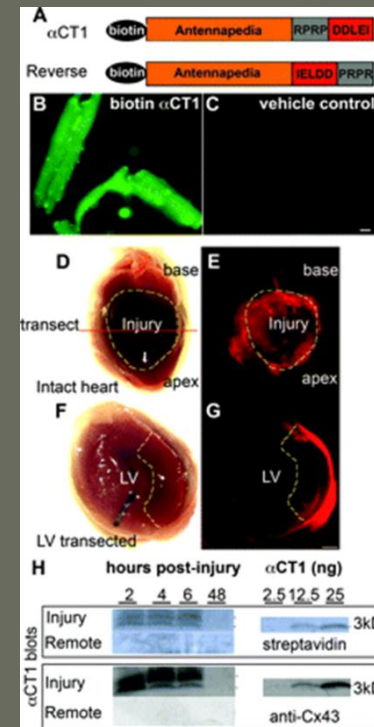 A
αCT1 biotin Antennapedia RPRP DDLEI
Reverse biotin Antennapedia IELDD PRPR
B biotin αCT1 C vehicle control
D base E base
transect Injury Injury
Intact heart apex apex
F G
LV LV
LV transected
H hours post-injury αCT1 (ng)
2 4 6 48 2.5 12.5 25
αCT1 blots
Injury 3kD
Remote streptavidin
Injury 3kD
Remote anti-Cx43